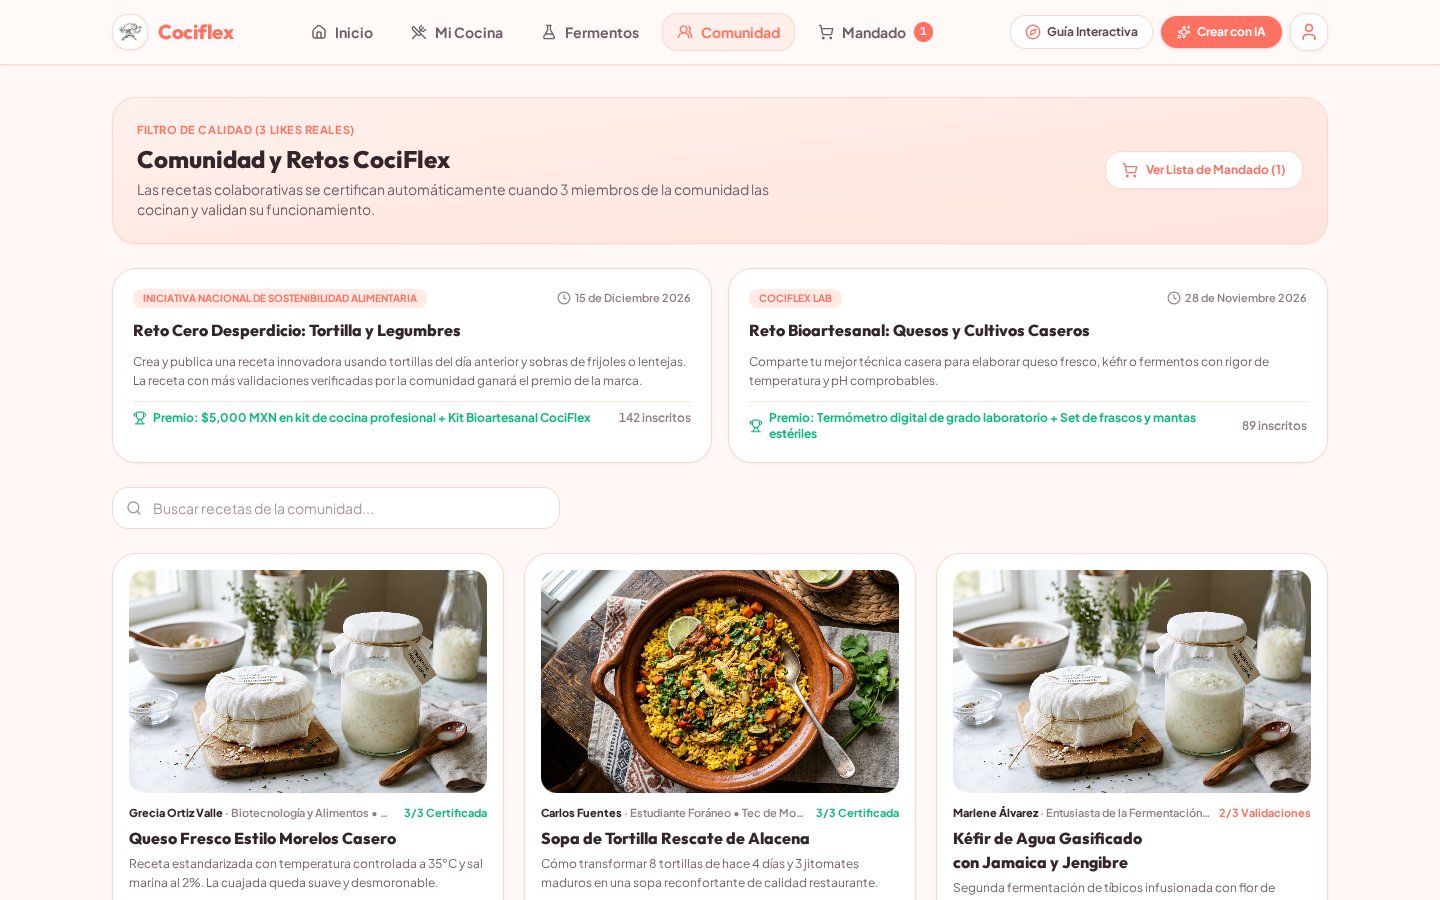 Cociflex
Inicio
Mi Cocina
Fermentos
Comunidad
Mandado 1
Guía Interactiva
Crear con IA
FILTRO DE CALIDAD (3 LIKES REALES)
Comunidad y Retos CociFlex
Las recetas colaborativas se certifican automáticamente cuando 3 miembros de la comunidad las
cocinan y validan su funcionamiento.
Ver Lista de Mandado (1)
INICIATIVA NACIONAL DE SOSTENIBILIDAD ALIMENTARIA
15 de Diciembre 2026
Reto Cero Desperdicio: Tortilla y Legumbres
Crea y publica una receta innovadora usando tortillas del día anterior y sobras de frijoles o lentejas.
La receta con más validaciones verificadas por la comunidad ganará el premio de la marca.
Premio: $5,000 MXN en kit de cocina profesional + Kit Bioartesanal CociFlex
142 inscritos
COCIFLEX LAB
28 de Noviembre 2026
Reto Bioartesanal: Quesos y Cultivos Caseros
Comparte tu mejor técnica casera para elaborar queso fresco, kéfir o fermentos con rigor de
temperatura y pH comprobables.
Premio: Termómetro digital de grado laboratorio + Set de frascos y mantas
estériles
89 inscritos
Buscar recetas de la comunidad...
Grecia Ortiz Valle · Biotecnología y Alimentos • ...
3/3 Certificada
Queso Fresco Estilo Morelos Casero
Receta estandarizada con temperatura controlada a 35°C y sal
marina al 2%. La cuajada queda suave y desmoronable.
Carlos Fuentes · Estudiante Foráneo • Tec de Mo...
3/3 Certificada
Sopa de Tortilla Rescate de Alacena
Cómo transformar 8 tortillas de hace 4 días y 3 jitomates
maduros en una sopa reconfortante de calidad restaurante.
Marlene Álvarez · Entusiasta de la Fermentación...
2/3 Validaciones
Kéfir de Agua Gasificado
con Jamaica y Jengibre
Segunda fermentación de tíbicos infusionada con flor de